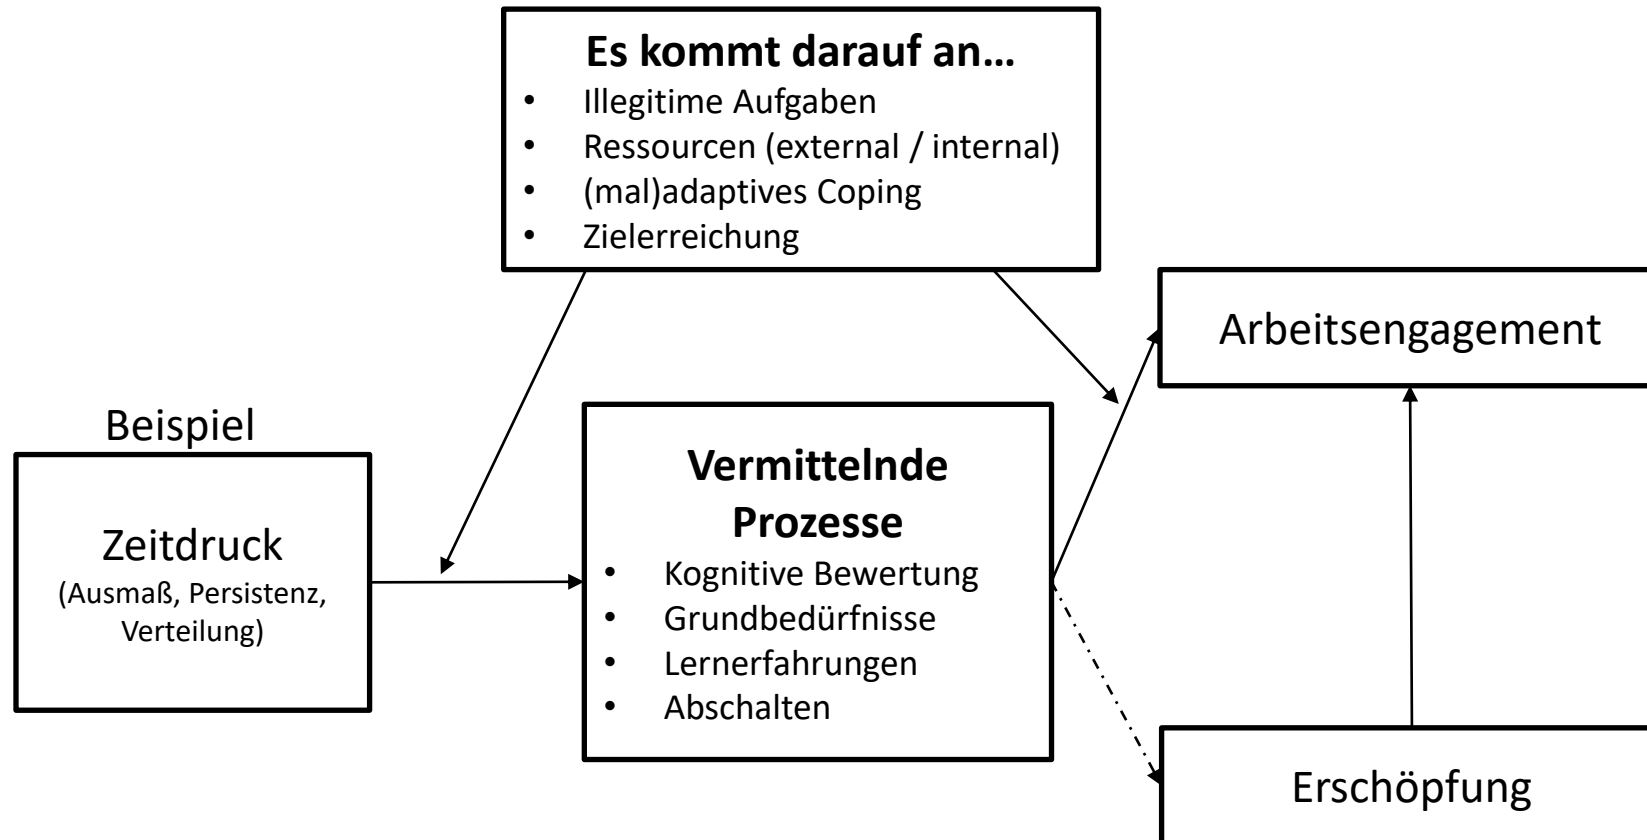 Es kommt darauf an...
• Illegitime Aufgaben
• Ressourcen (external / internal)
• (mal)adaptives Coping
• Zielerreichung
Arbeitsengagement
Beispiel
Zeitdruck
(Ausmaß, Persistenz,
Verteilung)
Vermittelnde
Prozesse
• Kognitive Bewertung
• Grundbedürfnisse
• Lernerfahrungen
• Abschalten
Erschöpfung